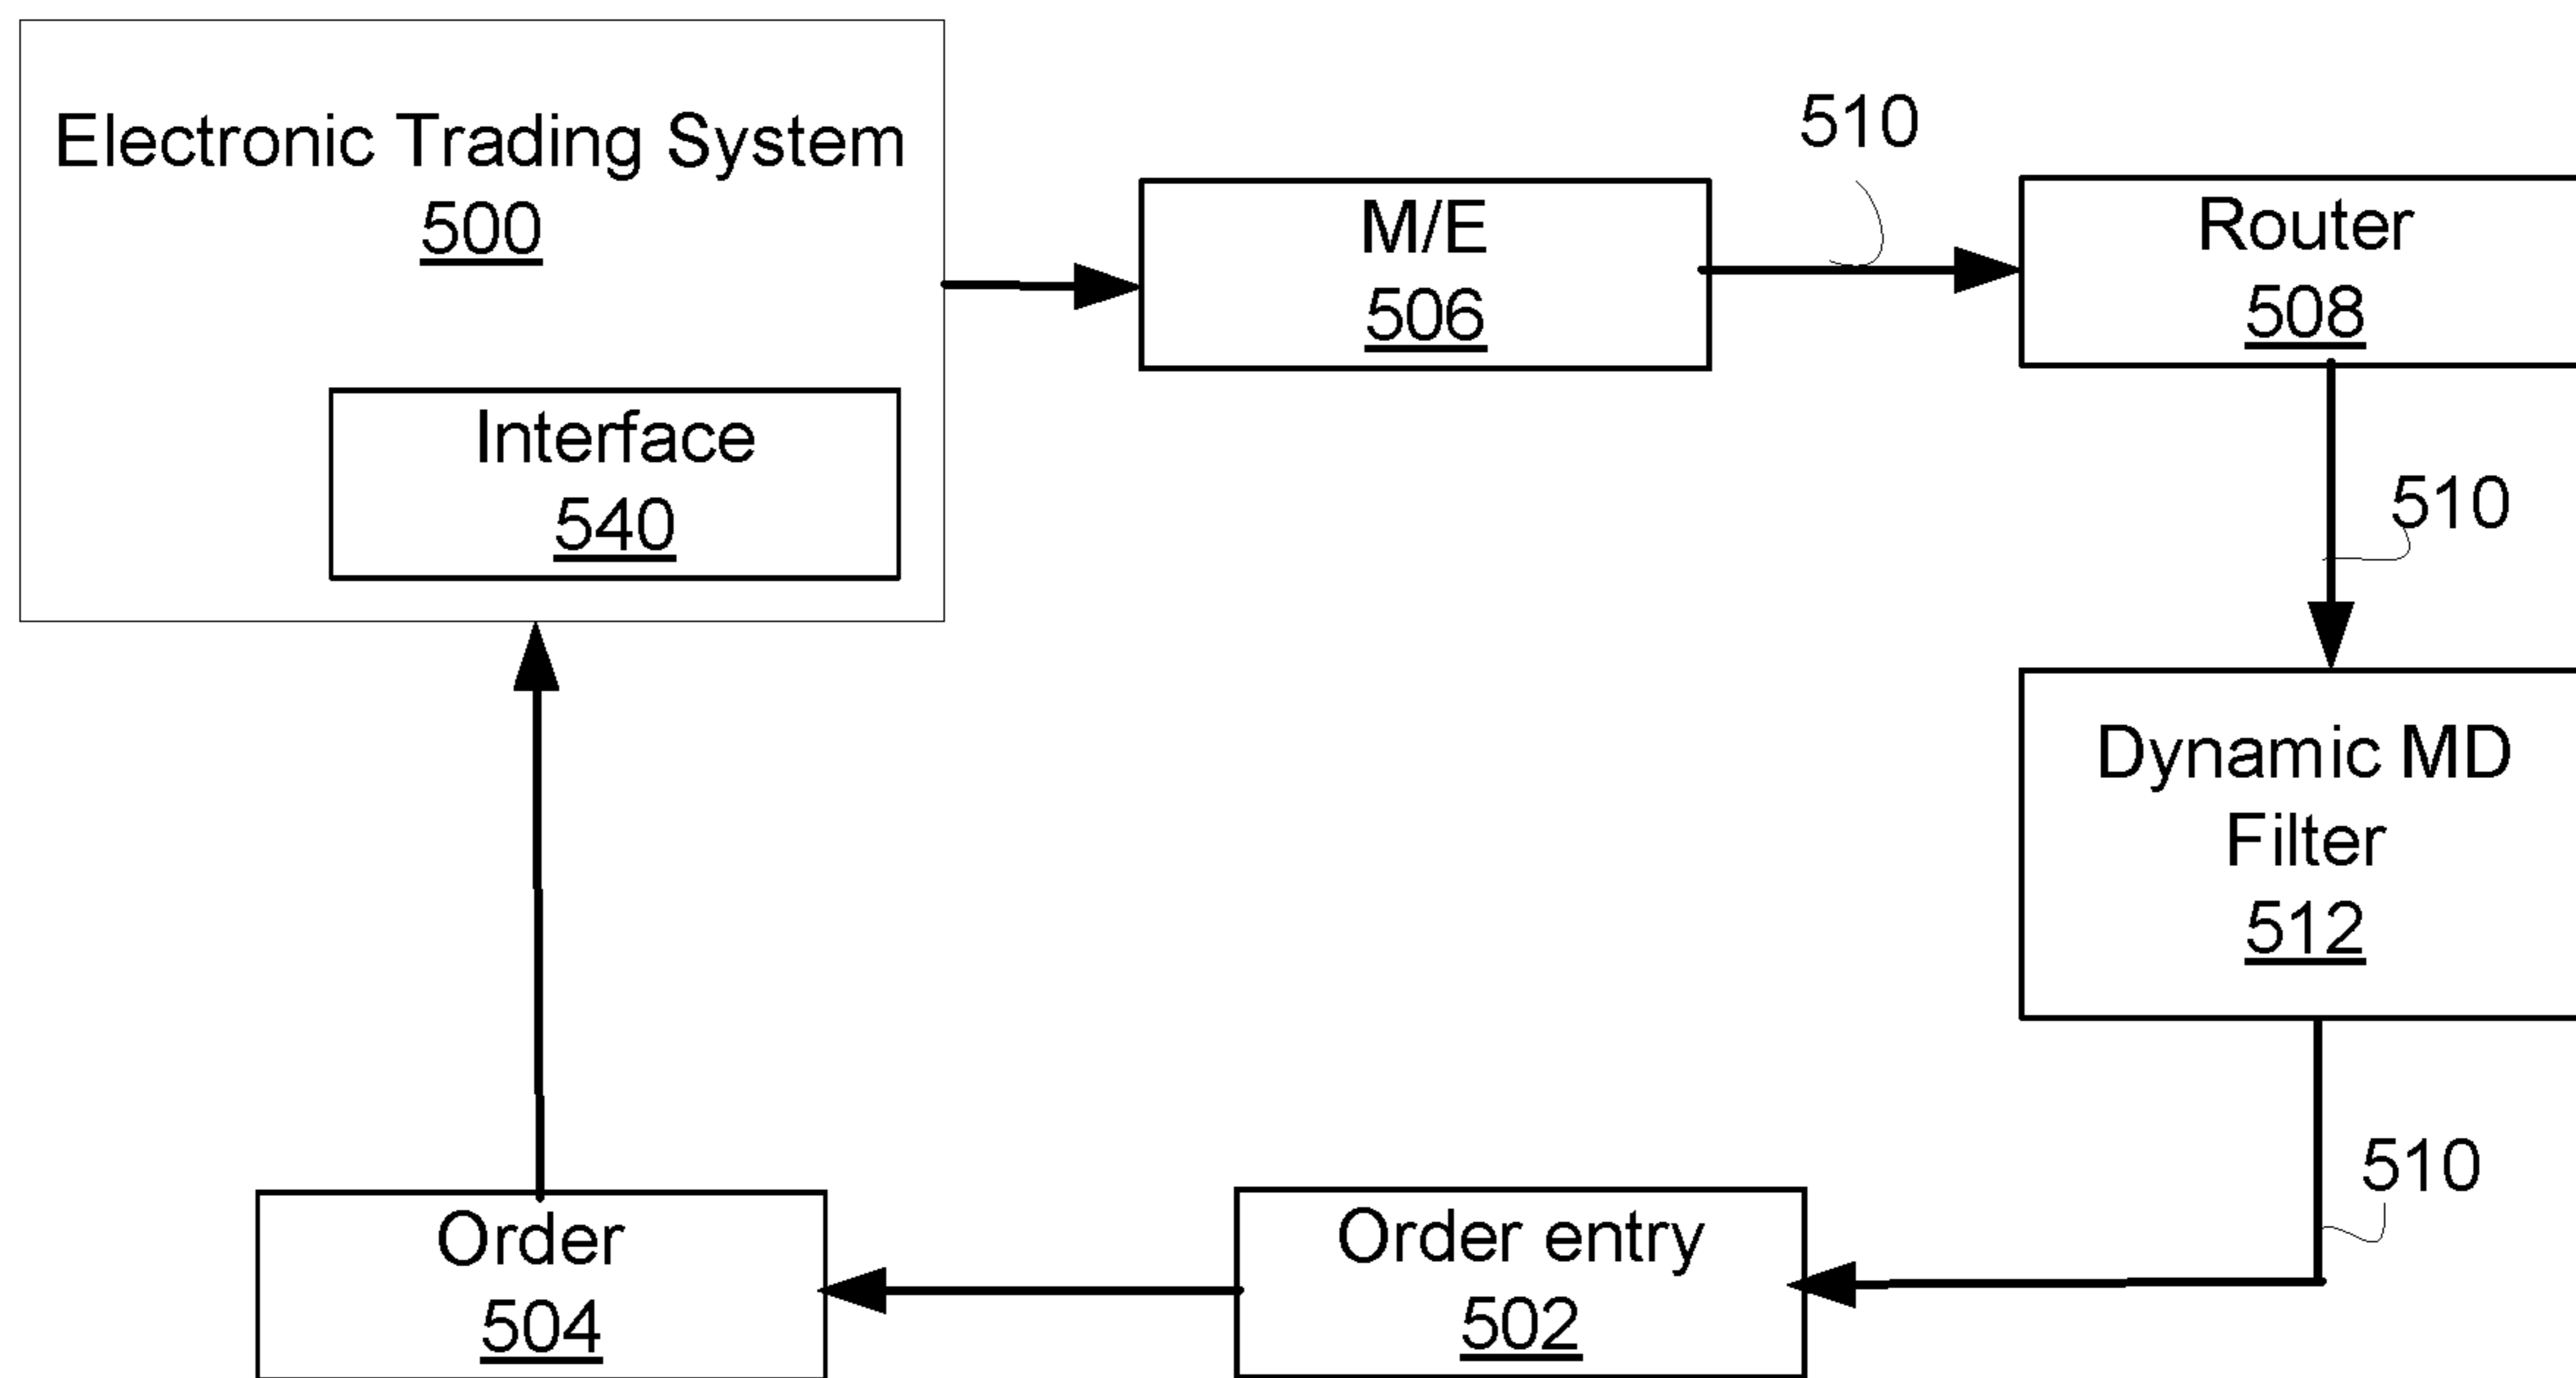 Electronic Trading System
500
Interface
540
M/E
506
510
Router
508
510
Dynamic MD
Filter
512
510
Order entry
502
Order
504